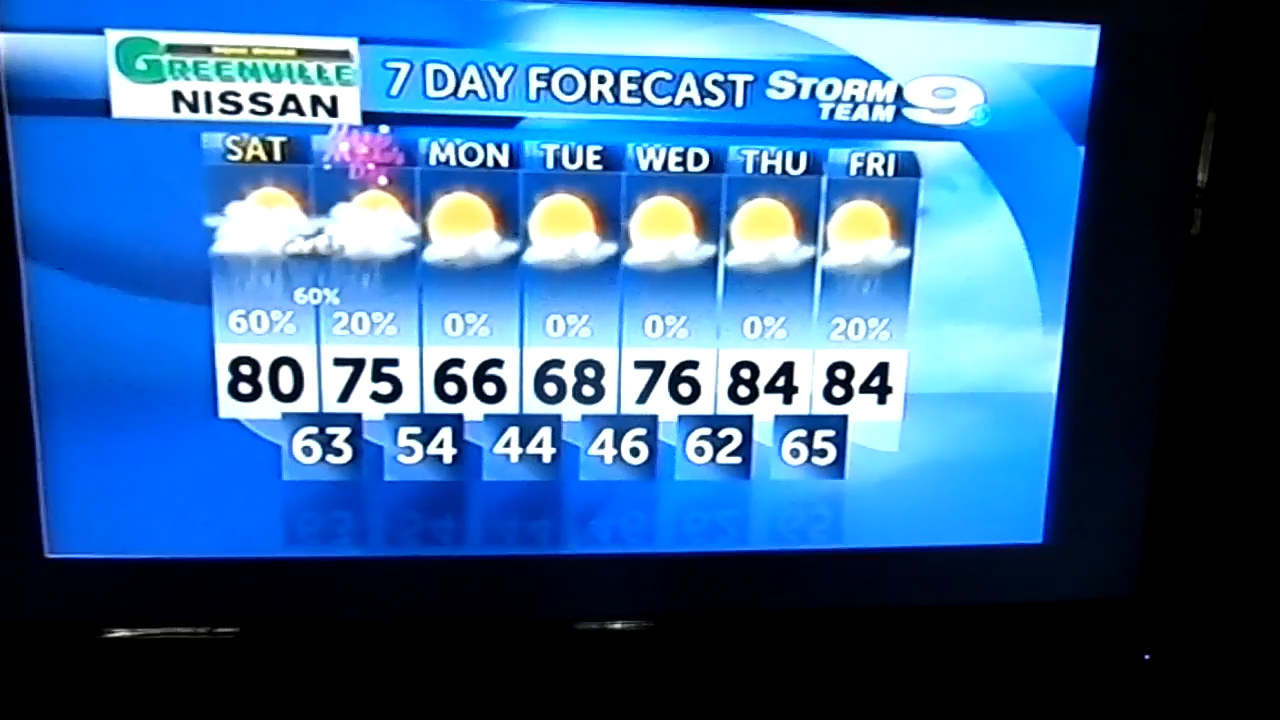 GREENVILLE
NISSAN
7 DAY FORECAST
STORM
TEAM
9
SAT MON TUE WED THU FRI
60%
60% 20% 0% 0% 0% 0% 20%
80 75 66 68 76 84 84
63 54 44 46 62 65